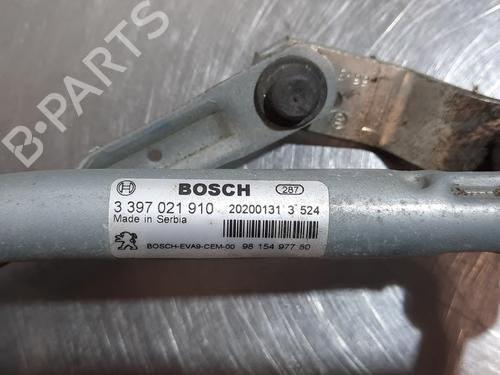 B-PARTS
BOSCH 287
3 397 021 910 20200131 3 524
Made in Serbia
BOSCH-EVA9-CEM-00 98 154 977 80